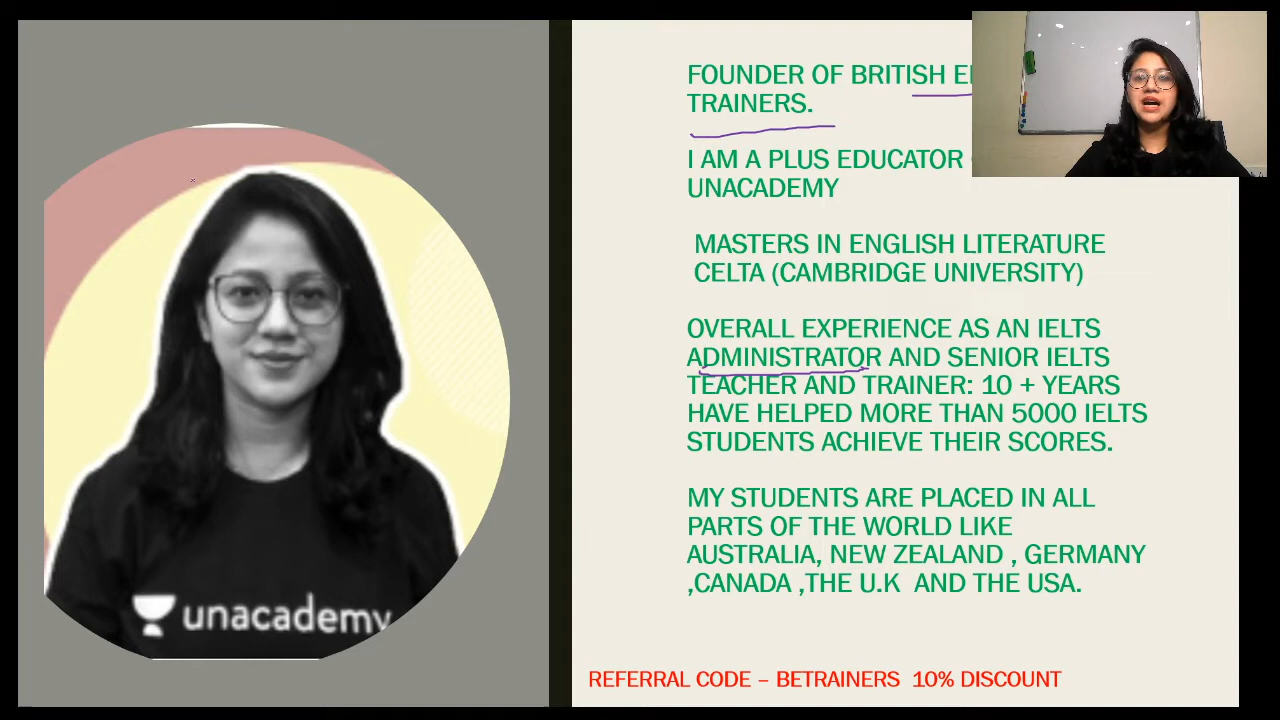 FOUNDER OF BRITISH
TRAINERS.
I AM A PLUS EDUCATOR
UNACADEMY
MASTERS IN ENGLISH LITERATURE
CELTA (CAMBRIDGE UNIVERSITY)
OVERALL EXPERIENCE AS AN IELTS
ADMINISTRATOR AND SENIOR IELTS
TEACHER AND TRAINER: 10 + YEARS
HAVE HELPED MORE THAN 5000 IELTS
STUDENTS ACHIEVE THEIR SCORES.
MY STUDENTS ARE PLACED IN ALL
PARTS OF THE WORLD LIKE
AUSTRALIA, NEW ZEALAND , GERMANY
,CANADA ,THE U.K AND THE USA.
unacademy
REFERRAL CODE – BETRAINERS 10% DISCOUNT